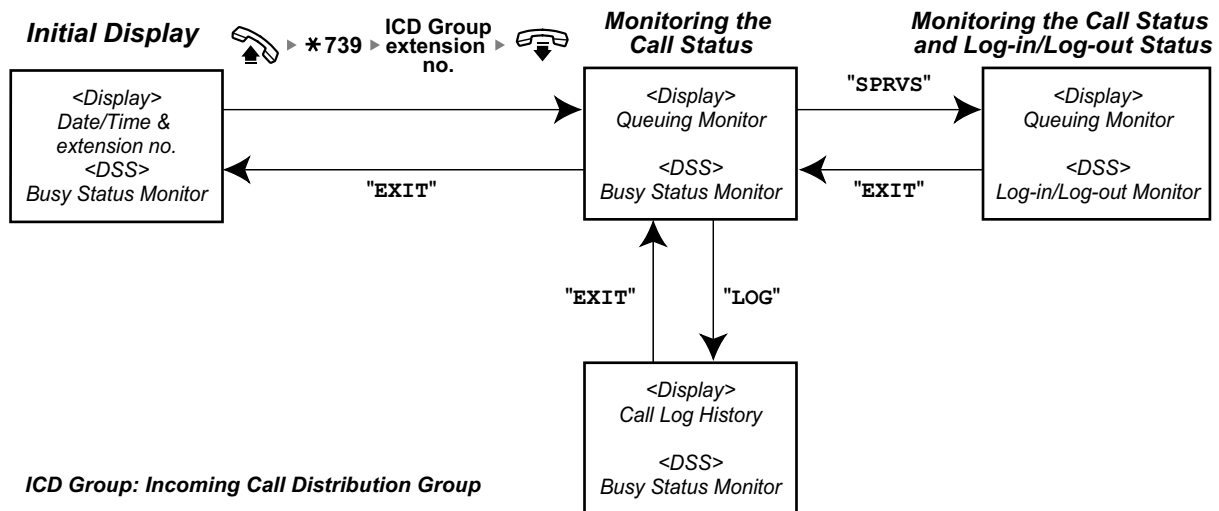 Initial Display
*739
ICD Group
extension
no.
Monitoring the
Call Status
Monitoring the Call Status
and Log-in/Log-out Status
<Display>
Date/Time &
extension no.
<DSS>
Busy Status Monitor
"EXIT"
<Display>
Queuing Monitor
<DSS>
Busy Status Monitor
"SPRVS"
"EXIT"
<Display>
Queuing Monitor
<DSS>
Log-in/Log-out Monitor
"EXIT"
"LOG"
<Display>
Call Log History
<DSS>
Busy Status Monitor
ICD Group: Incoming Call Distribution Group